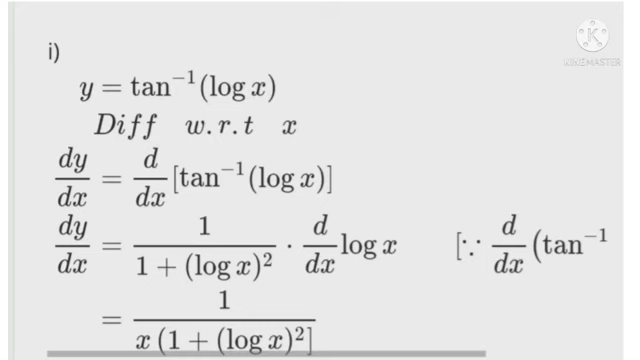 i)
K
KINEMASTER
y = tan⁻¹(log x)
Diff w.r.t x
dy/dx = d/dx [tan⁻¹(log x)]
dy/dx = 1/(1 + (log x)²) · d/dx log x [∵ d/dx (tan⁻¹
= 1/(x (1 + (log x)²])